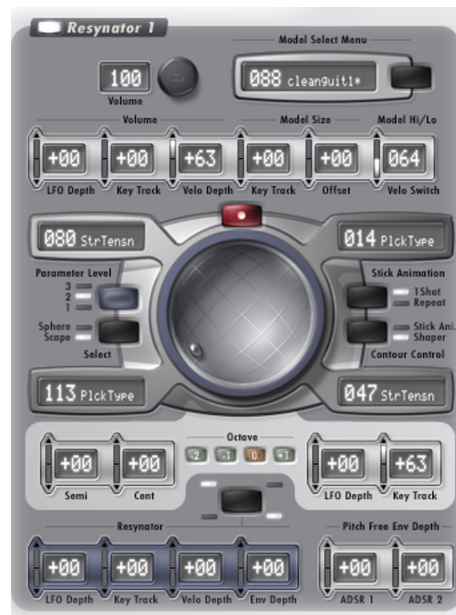 Resynator 1
Model Select Menu
100
088 cleanguit1*
Volume
Volume
Model Size
Model Hi/Lo
+00 +00 +63 +00 +00 064
LFO Depth Key Track Velo Depth Key Track Offset Velo Switch
080 StrTensn
014 PlckType
Parameter Level
Stick Animation
3
2
1
1Shot
Repeat
Sphere
Scape
Stick Ani.
Shaper
Select
Contour Control
113 PlckType
047 StrTensn
Octave
-2 -1 0 +1
+00 +00 +00 +63
Semi Cent
LFO Depth Key Track
Resynator
Pitch Free Env Depth
+00 +00 +00 +00 +00 +00
LFO Depth Key Track Velo Depth Env Depth ADSR 1 ADSR 2